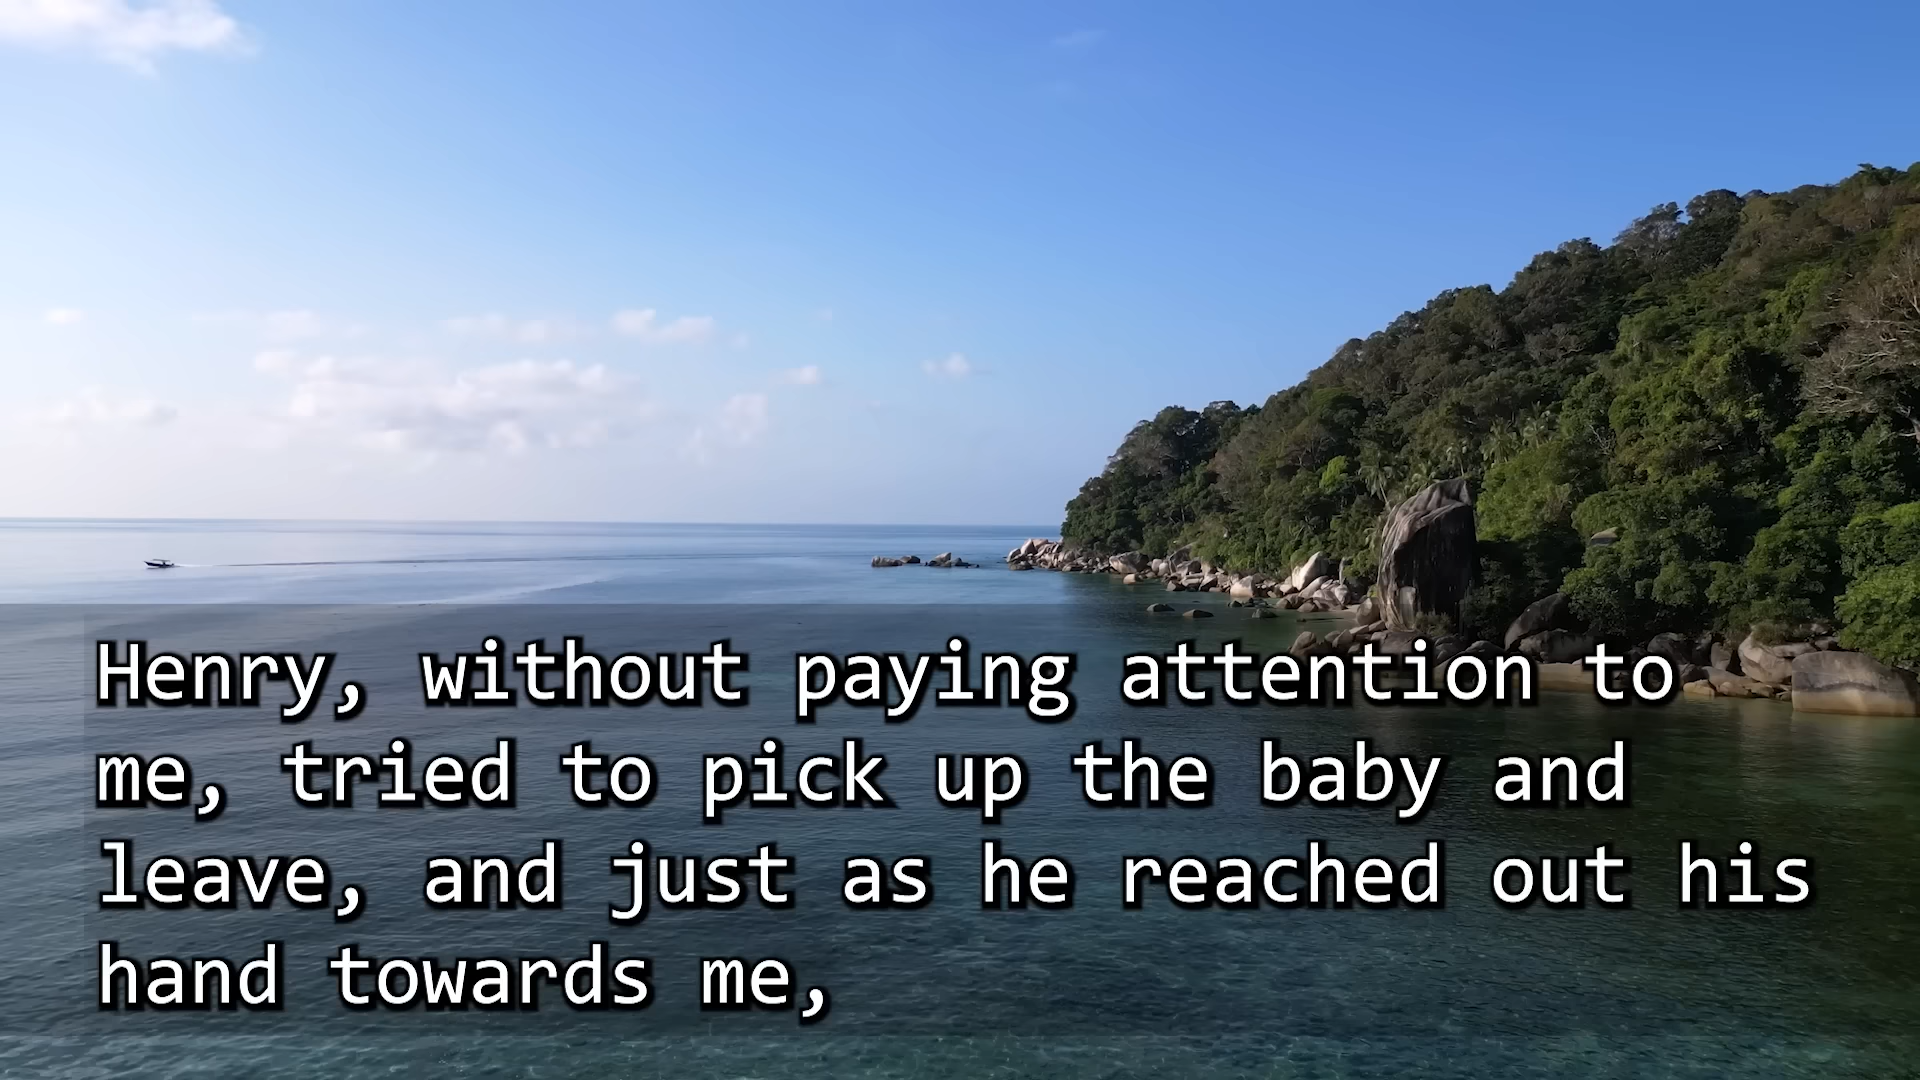 Henry, without paying attention to
me, tried to pick up the baby and
leave, and just as he reached out his
hand towards me,